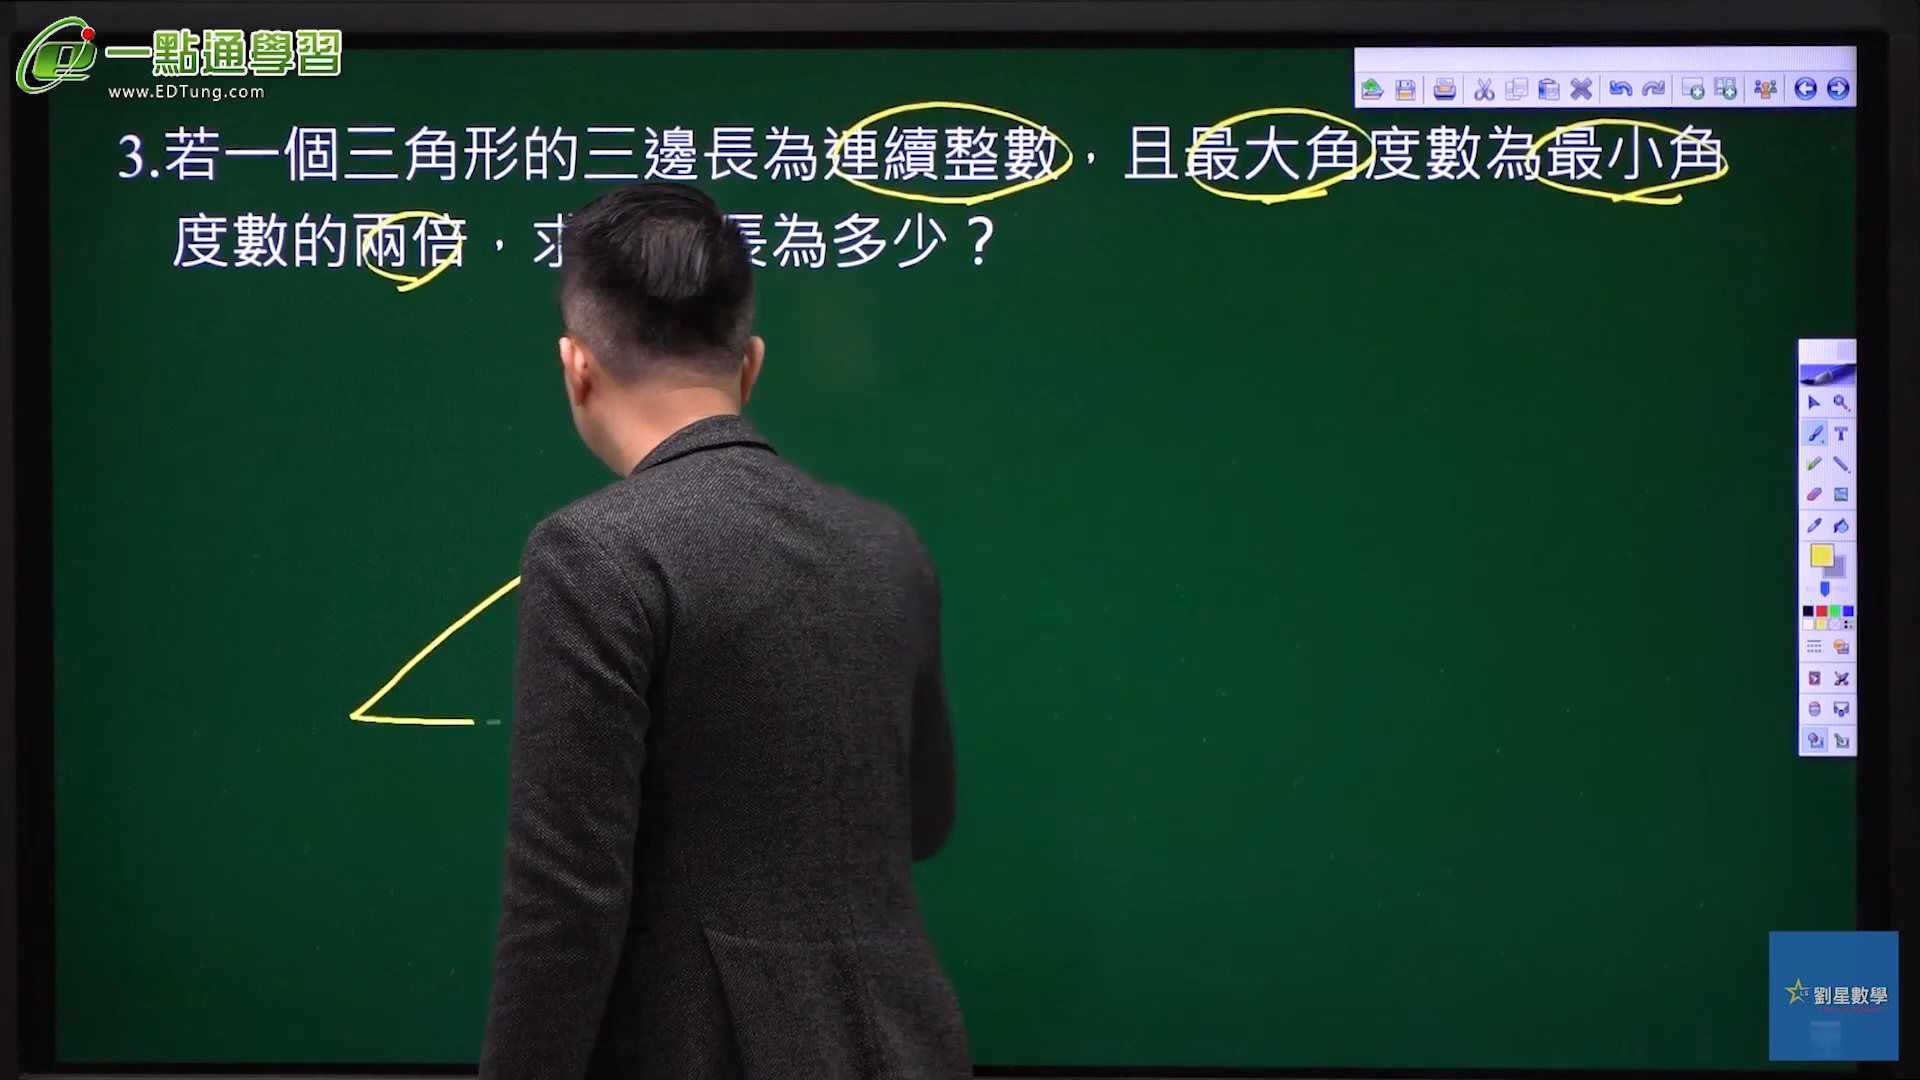 一點通學習
www.EDTung.com
3.若一個三角形的三邊長為連續整數，且最大角度數為最小角
度數的兩倍，求 長為多少？
劉星數學